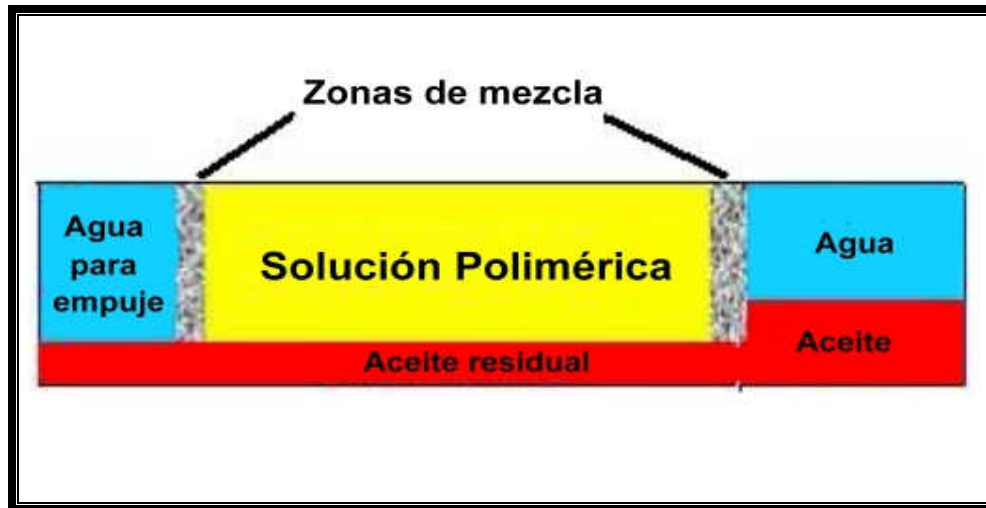 Zonas de mezcla
Agua
para
empuje
Solución Polimérica
Agua
Aceite
Aceite residual